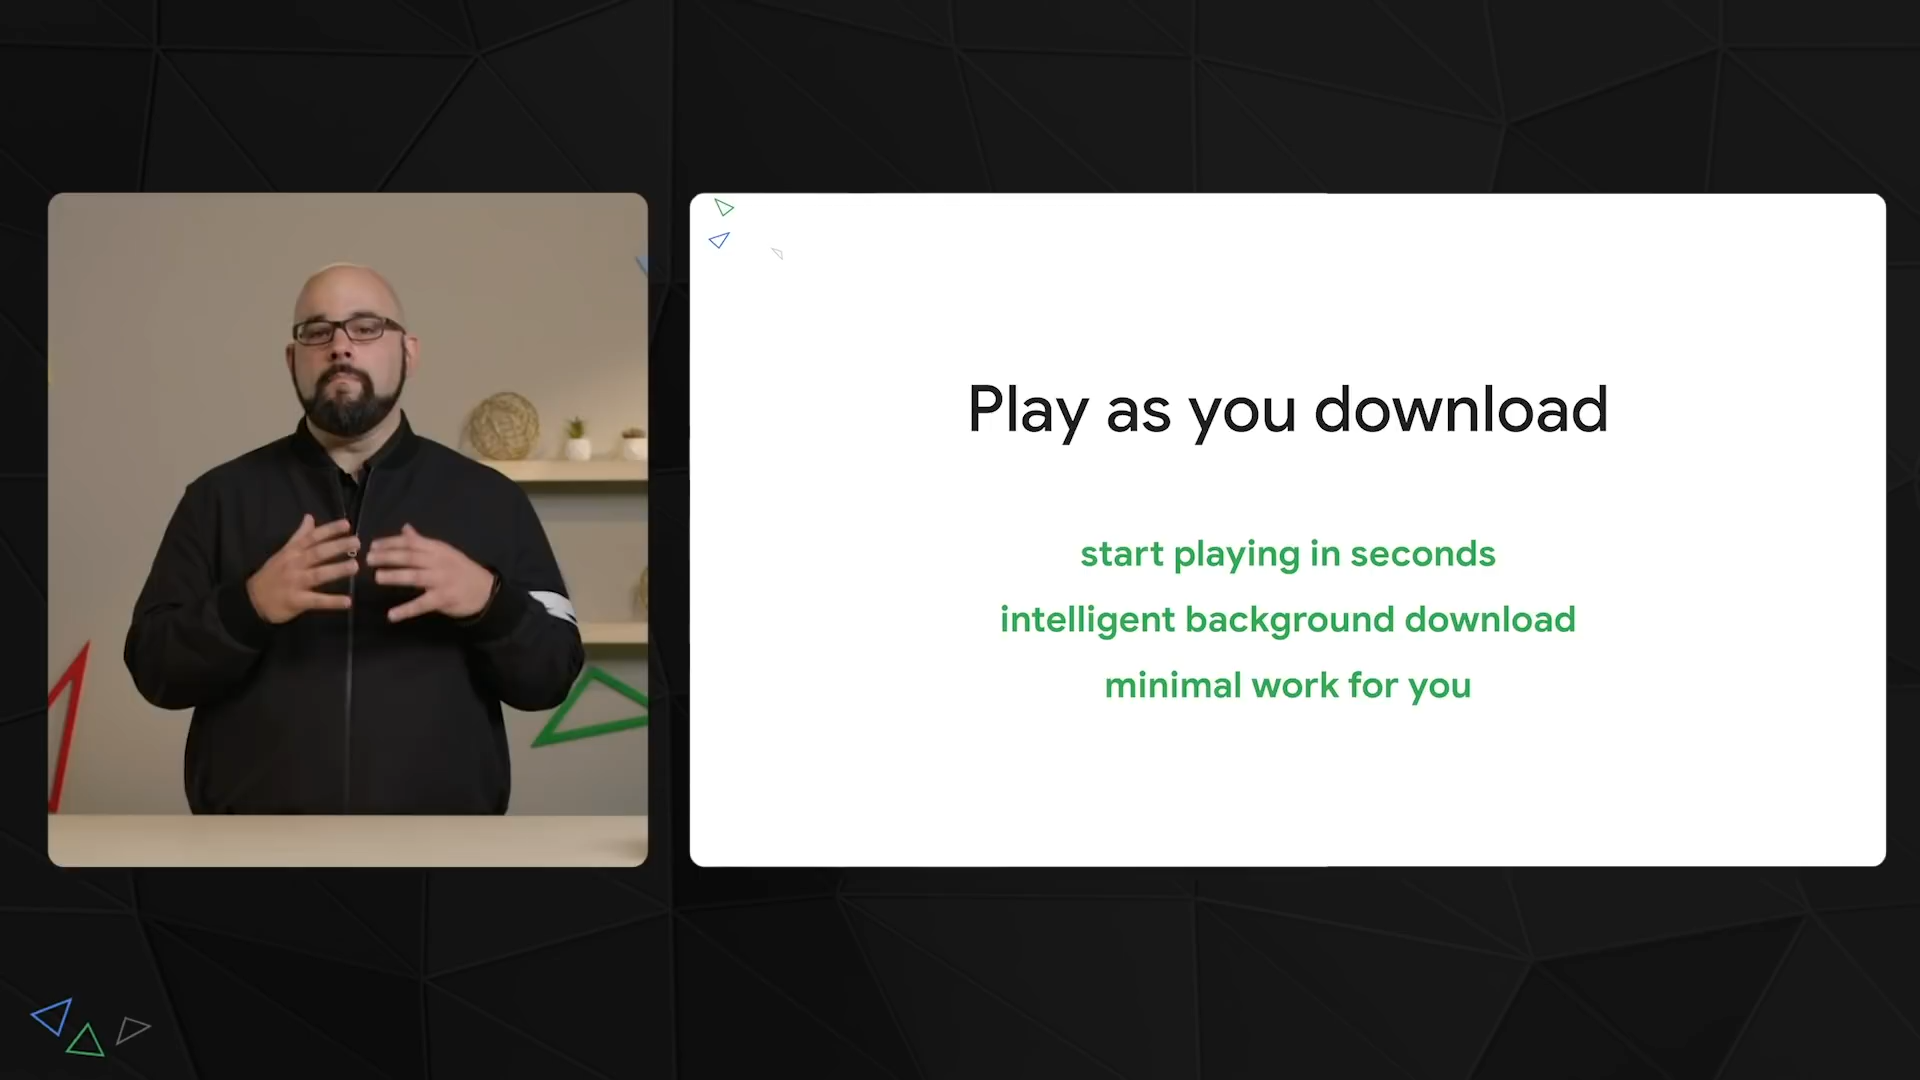 Play as you download
start playing in seconds
intelligent background download
minimal work for you